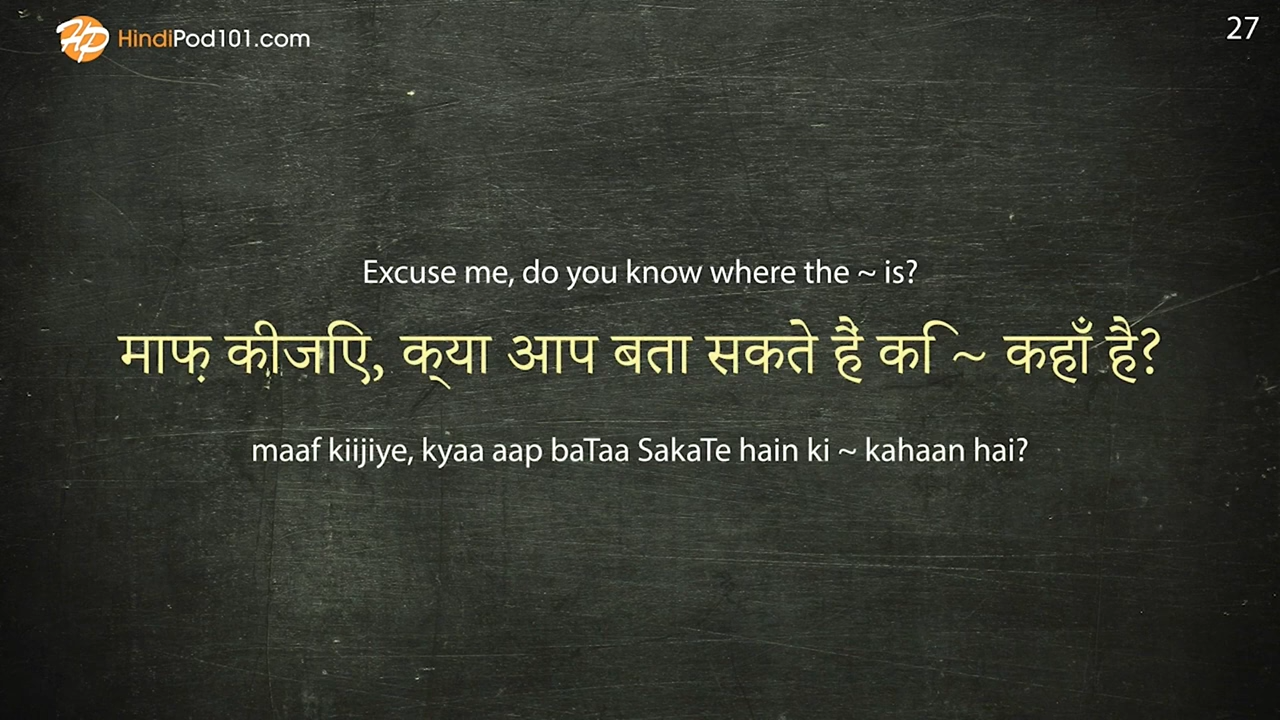 HP HindiPod101.com
27
Excuse me, do you know where the ~ is?
माफ़ कीजिए, क्या आप बता सकते हैं कि ~ कहाँ है?
maaf kiijiye, kyaa aap baTaa SakaTe hain ki ~ kahaan hai?